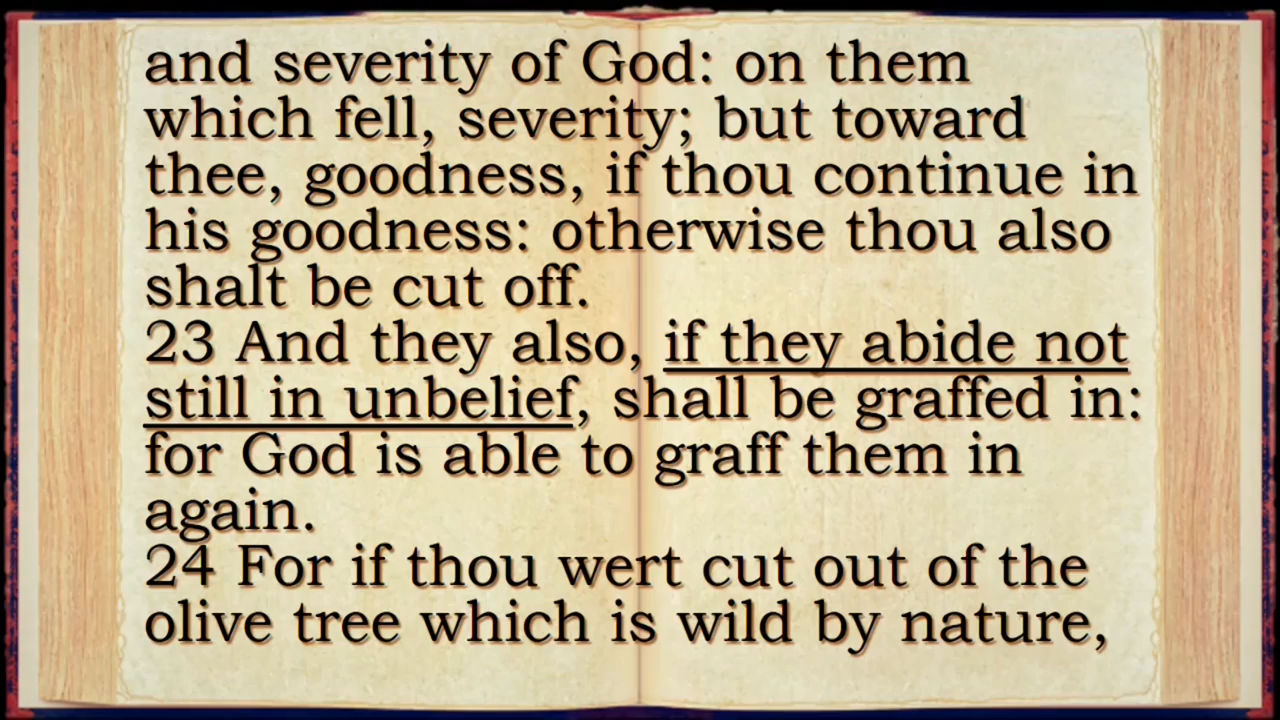 and severity of God: on them
which fell, severity; but toward
thee, goodness, if thou continue in
his goodness: otherwise thou also
shalt be cut off.
23 And they also, if they abide not
still in unbelief, shall be graffed in:
for God is able to graff them in
again.
24 For if thou wert cut out of the
olive tree which is wild by nature,